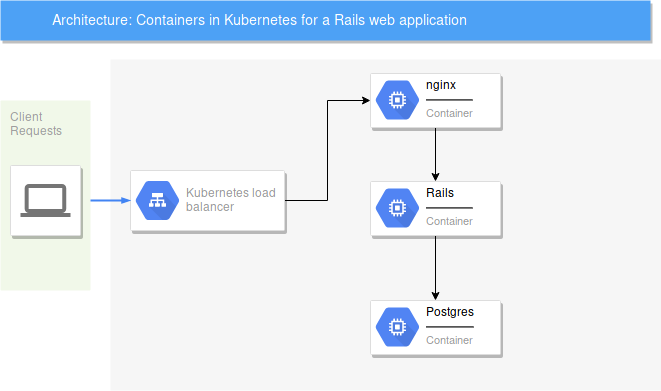 Architecture: Containers in Kubernetes for a Rails web application
Client
Requests
Kubernetes load
balancer
nginx
Container
Rails
Container
Postgres
Container